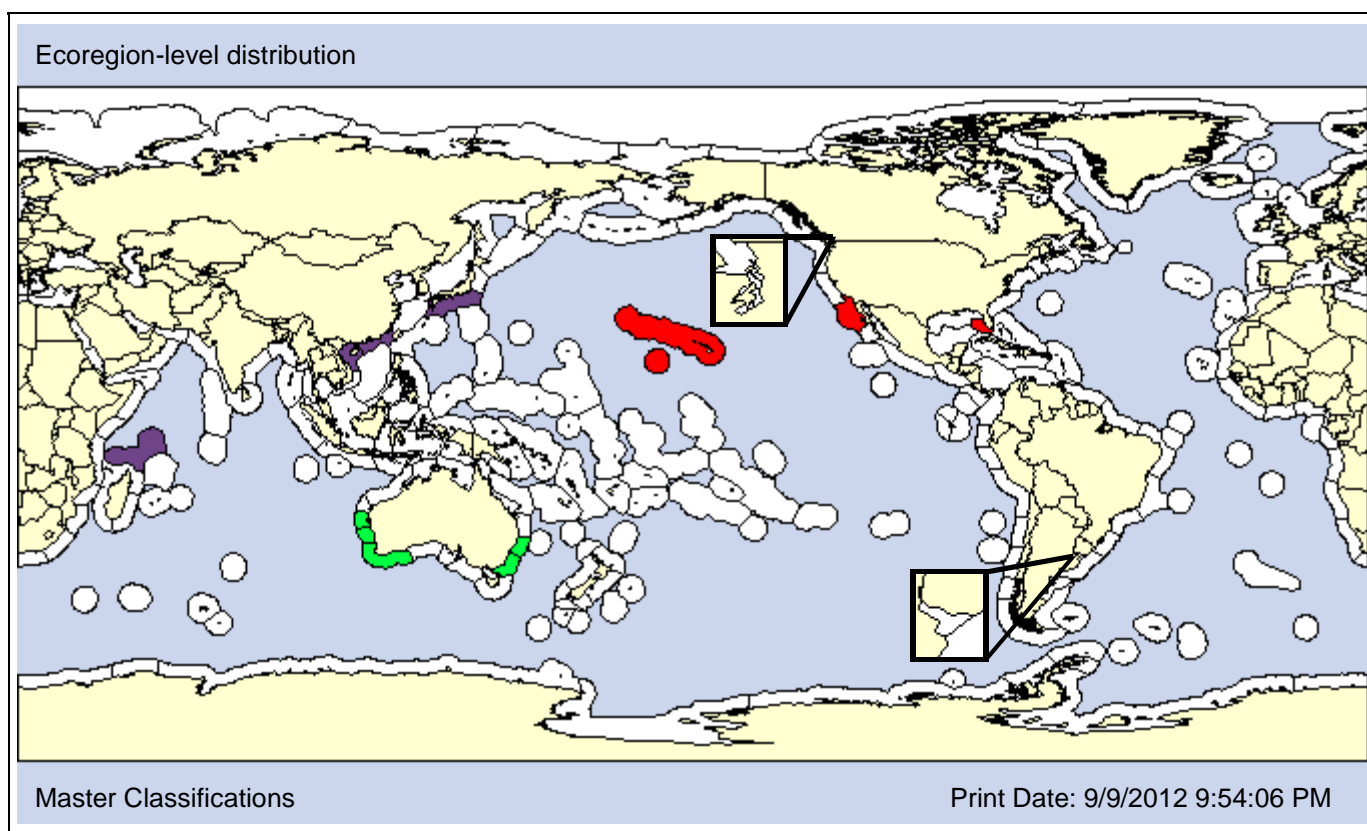 Ecoregion-level distribution
Master Classifications
Print Date: 9/9/2012 9:54:06 PM